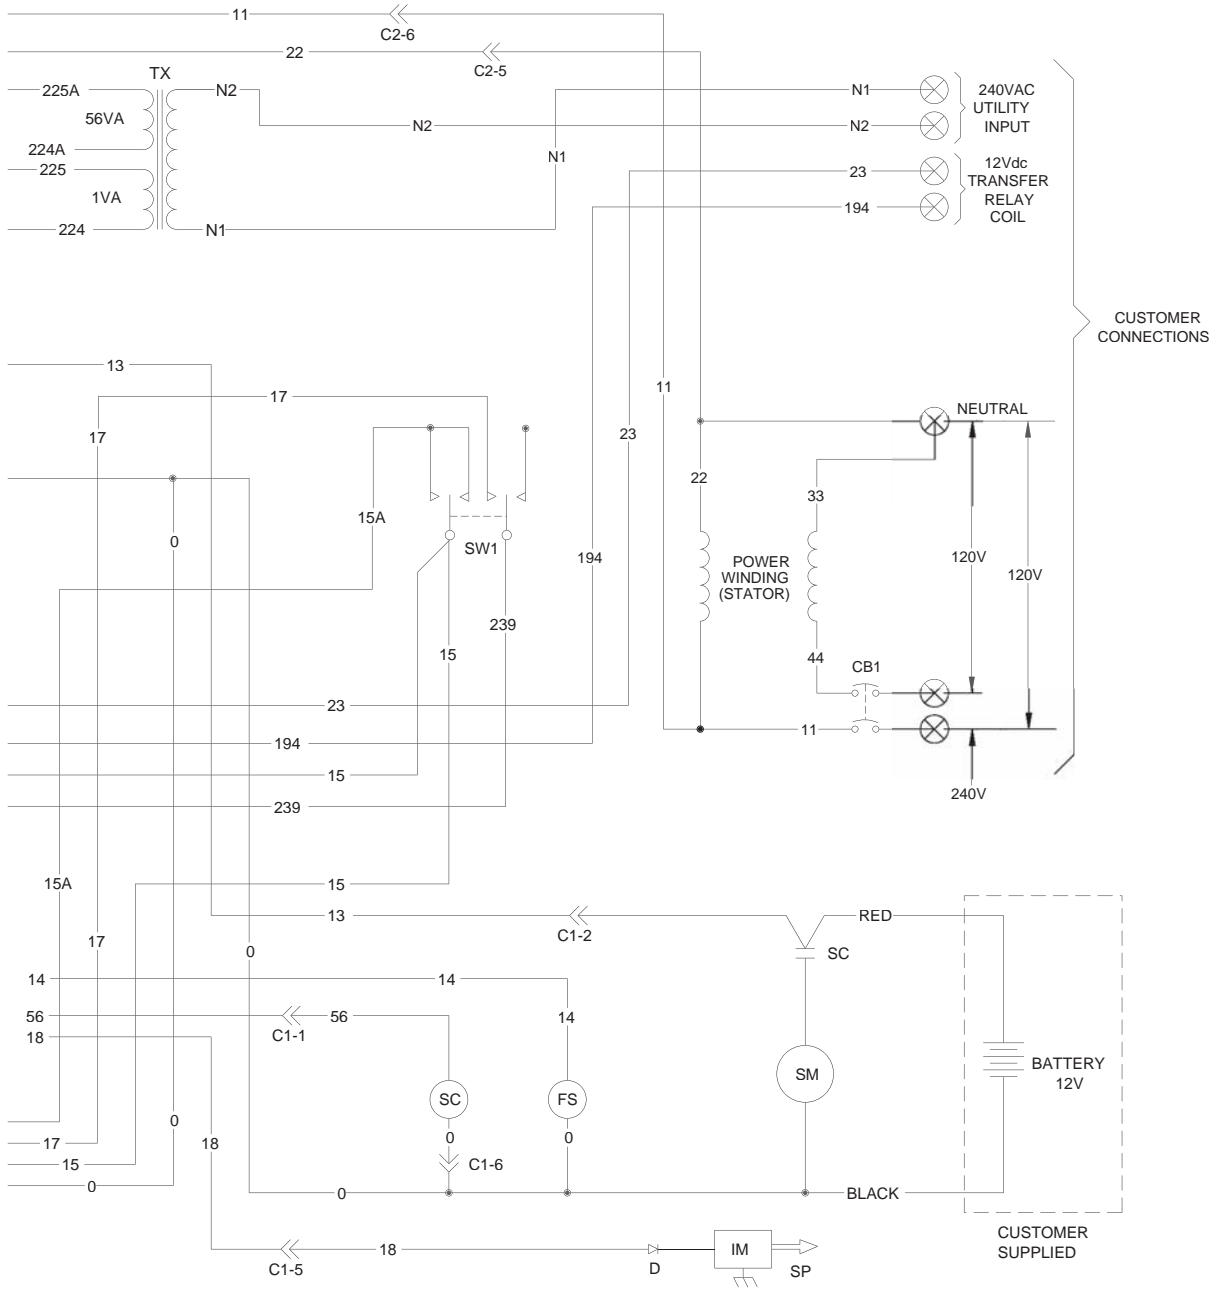 11
C2-6
22
C2-5
TX
225A
N2
N1
240VAC
UTILITY
INPUT
56VA
N2
N2
224A
N1
225
23
12Vdc
TRANSFER
RELAY
COIL
1VA
194
224
N1
CUSTOMER
CONNECTIONS
13
11
17
NEUTRAL
17
23
22
33
15A
0
SW1
194
POWER
WINDING
(STATOR)
120V
120V
239
15
44
CB1
23
11
194
15
240V
239
15A
15
13
C1-2
RED
SC
17
0
14
14
56
C1-1
56
14
18
BATTERY
12V
SM
SC
FS
0
18
0
0
17
C1-6
15
0
0
BLACK
CUSTOMER
SUPPLIED
18
C1-5
D
IM
SP